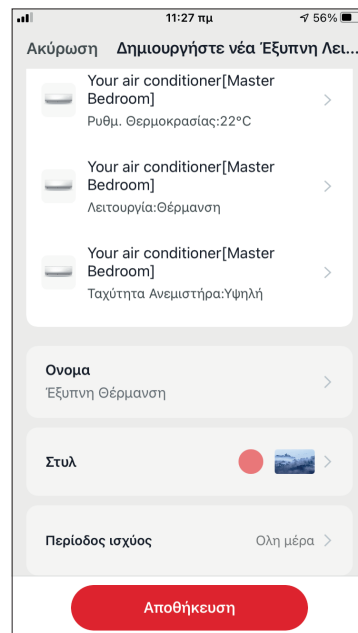 11:27 πμ
56%
Ακύρωση Δημιουργήστε νέα Έξυπνη Λει...
Your air conditioner[Master
Bedroom]
Ρυθμ. Θερμοκρασίας:22°C
Your air conditioner[Master
Bedroom]
Λειτουργία:Θέρμανση
Your air conditioner[Master
Bedroom]
Ταχύτητα Ανεμιστήρα:Υψηλή
Ονομα
Έξυπνη Θέρμανση
Στυλ
Περίοδος ισχύος
Ολη μέρα
Αποθήκευση